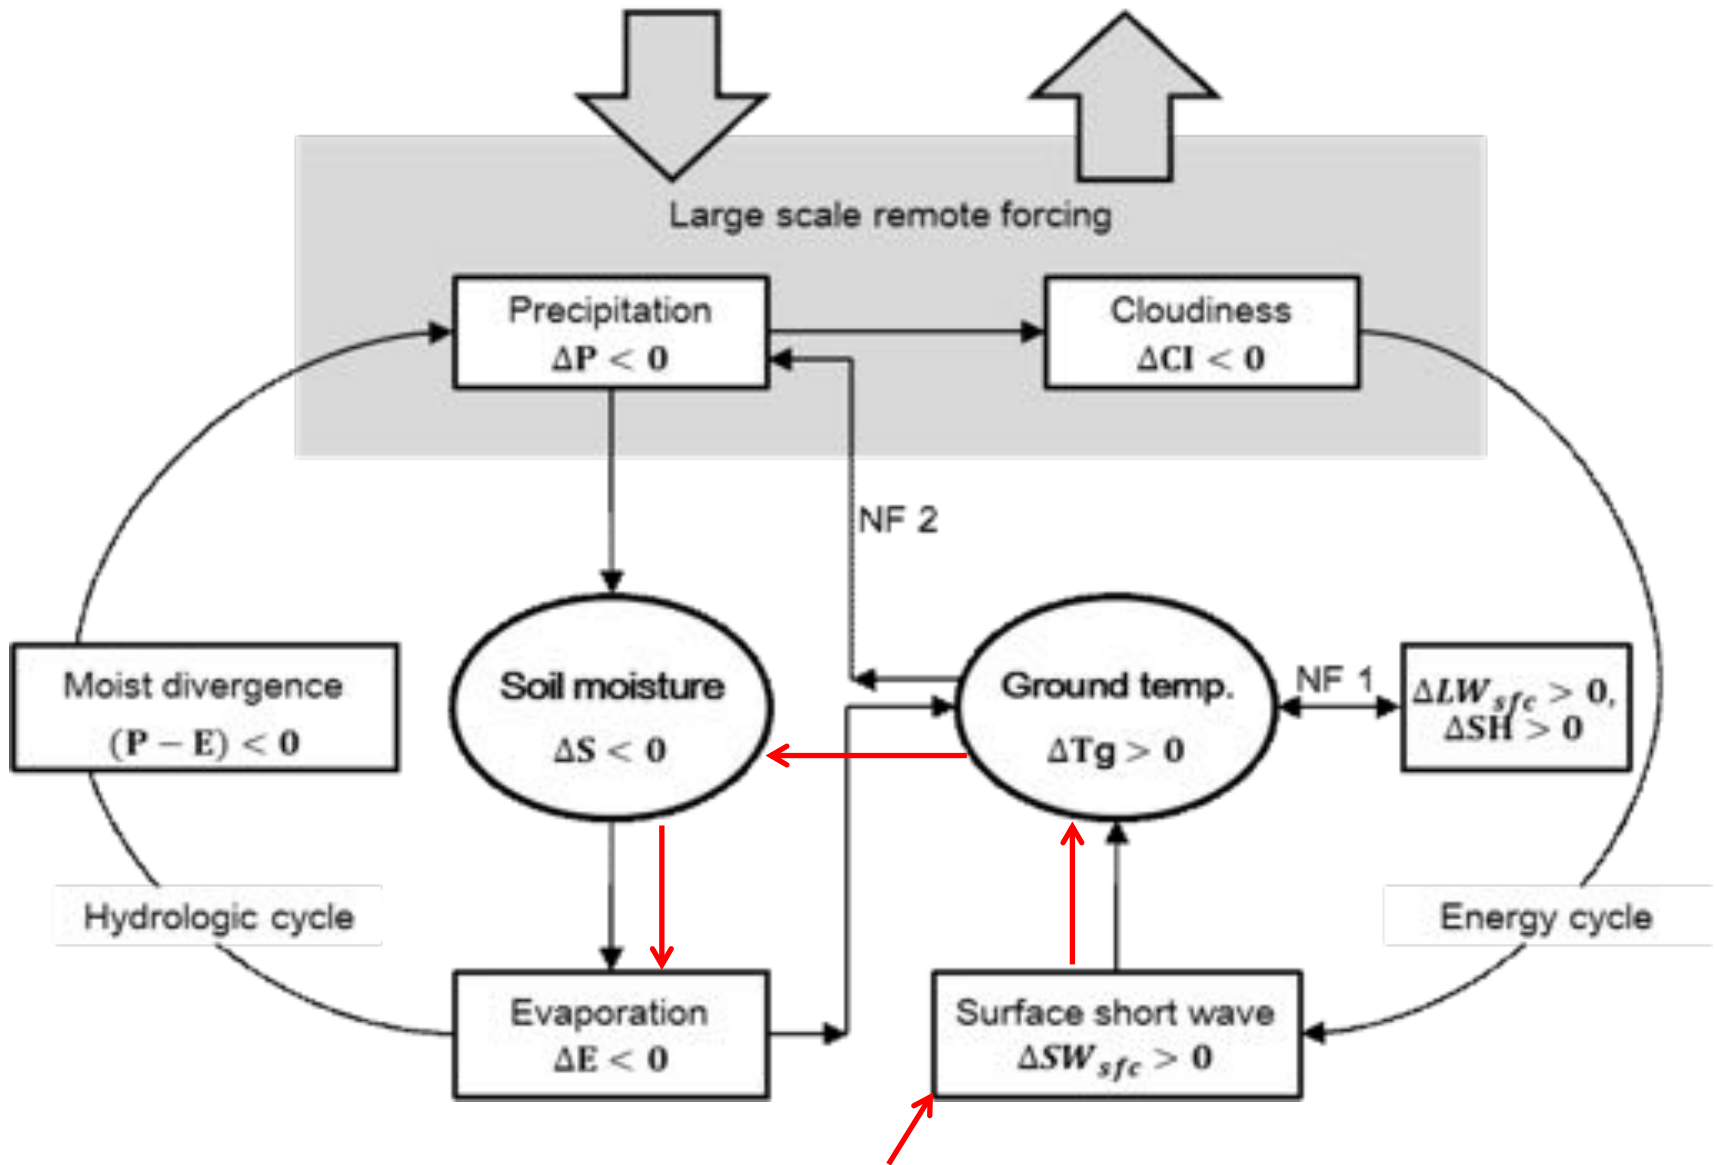 Large scale remote forcing
Precipitation
ΔP < 0
Cloudiness
ΔCI < 0
NF 2
Moist divergence
(P − E) < 0
Soil moisture
ΔS < 0
Ground temp.
ΔTg > 0
NF 1
ΔLW_sfc > 0,
ΔSH > 0
Hydrologic cycle
Energy cycle
Evaporation
ΔE < 0
Surface short wave
ΔSW_sfc > 0